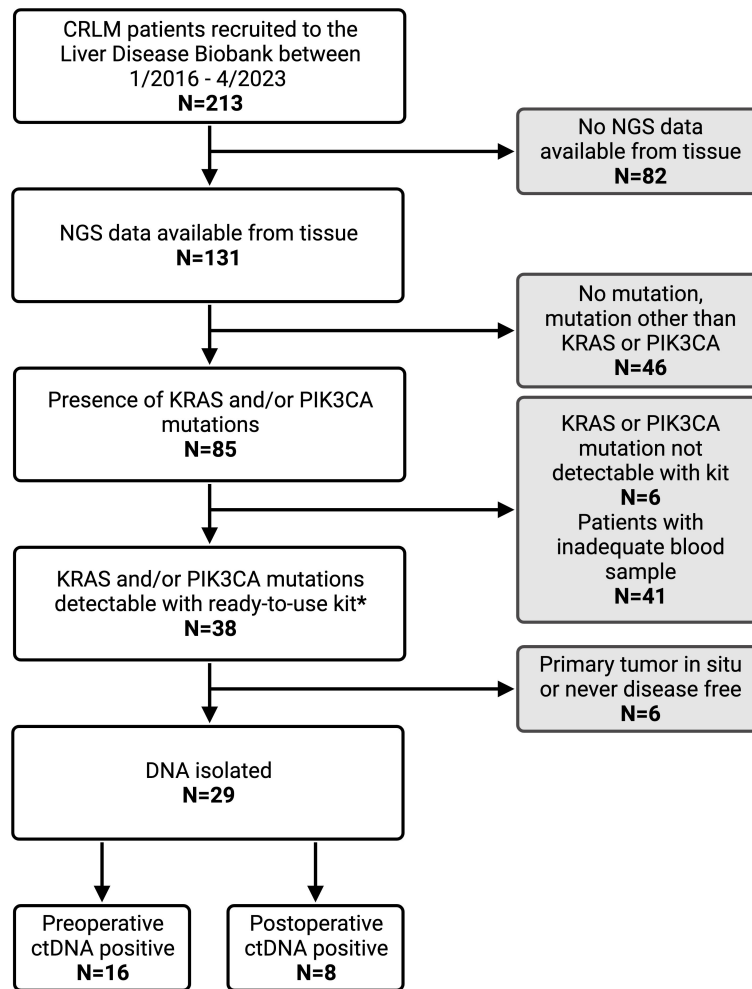 CRLM patients recruited to the
Liver Disease Biobank between
1/2016 - 4/2023
N=213
No NGS data
available from tissue
N=82
NGS data available from tissue
N=131
No mutation,
mutation other than
KRAS or PIK3CA
N=46
Presence of KRAS and/or PIK3CA
mutations
N=85
KRAS or PIK3CA
mutation not
detectable with kit
N=6
Patients with
inadequate blood
sample
N=41
KRAS and/or PIK3CA mutations
detectable with ready-to-use kit*
N=38
Primary tumor in situ
or never disease free
N=6
DNA isolated
N=29
Preoperative
ctDNA positive
N=16
Postoperative
ctDNA positive
N=8